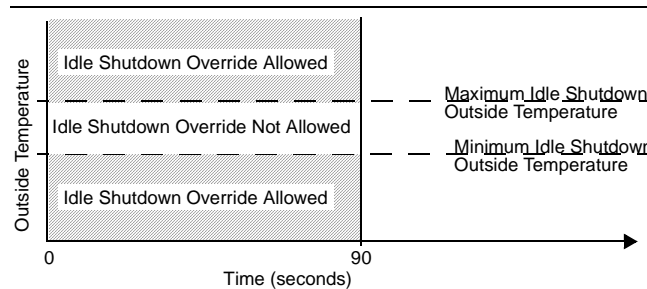 Idle Shutdown Override Allowed
Maximum Idle Shutdown
Outside Temperature
Idle Shutdown Override Not Allowed
Minimum Idle Shutdown
Outside Temperature
Idle Shutdown Override Allowed
Outside Temperature
0
90
Time (seconds)